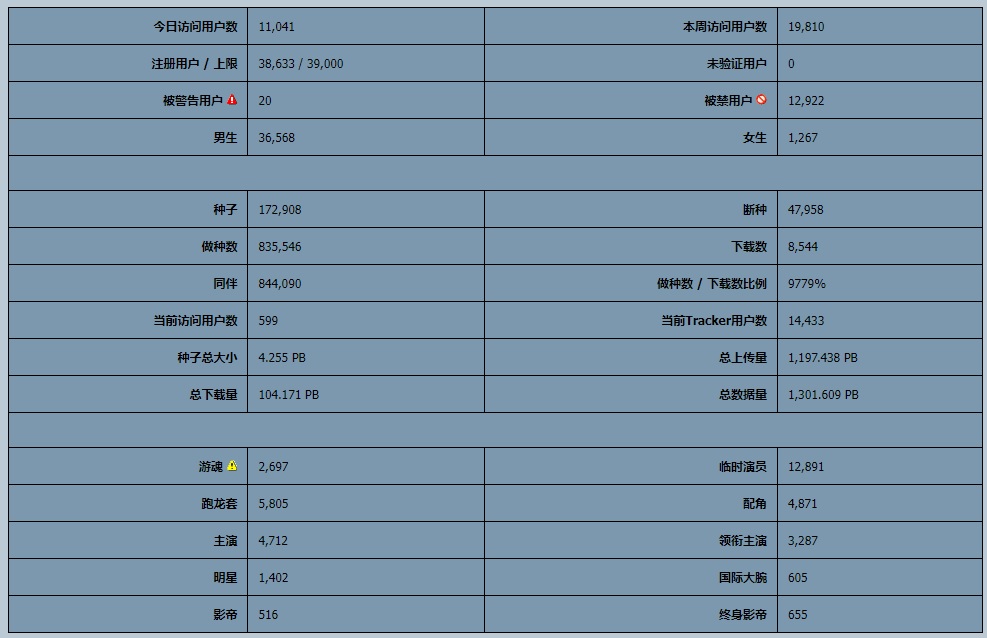 今日访问用户数 11,041 本周访问用户数 19,810
注册用户 / 上限 38,633 / 39,000 未验证用户 0
被警告用户 20 被禁用户 12,922
男生 36,568 女生 1,267
种子 172,908 断种 47,958
做种数 835,546 下载数 8,544
同伴 844,090 做种数 / 下载数比例 9779%
当前访问用户数 599 当前Tracker用户数 14,433
种子总大小 4.255 PB 总上传量 1,197.438 PB
总下载量 104.171 PB 总数据量 1,301.609 PB
游魂 2,697 临时演员 12,891
跑龙套 5,805 配角 4,871
主演 4,712 领衔主演 3,287
明星 1,402 国际大腕 605
影帝 516 终身影帝 655